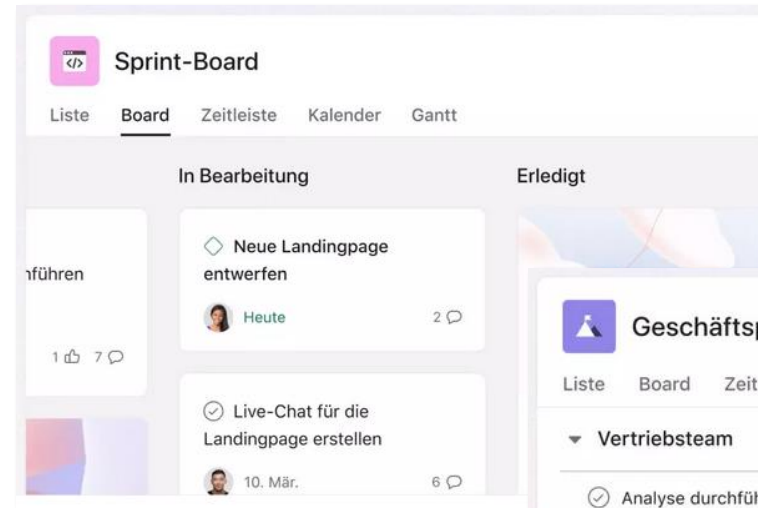 </>
Sprint-Board
Liste Board Zeitleiste Kalender Gantt
In Bearbeitung
Erledigt
Neue Landingpage
entwerfen
Heute
2
1 7
Live-Chat für die
Landingpage erstellen
10. Mär.
6
Liste Board
Vertriebsteam
Analyse